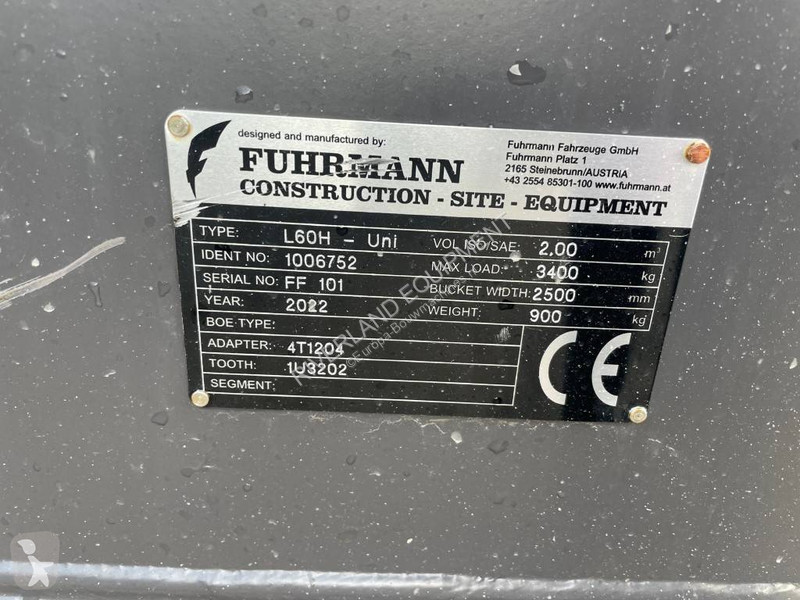 designed and manufactured by:
FUHRMANN
CONSTRUCTION - SITE - EQUIPMENT
Fuhrmann Fahrzeuge GmbH
Fuhrmann Platz 1
2165 Steinebrunn/AUSTRIA
+43 2554 85301-100 www.fuhrmann.at
TYPE: L60H - Uni
IDENT NO: 1006752
SERIAL NO: FF 101
YEAR: 2022
BOE TYPE:
ADAPTER: 4T1204
TOOTH: 1U3202
SEGMENT:
VOL ISO/SAE: 2.00 m³
MAX LOAD: 3400 kg
BUCKET WIDTH: 2500 mm
WEIGHT: 900 kg
CE
EQUIPMENT